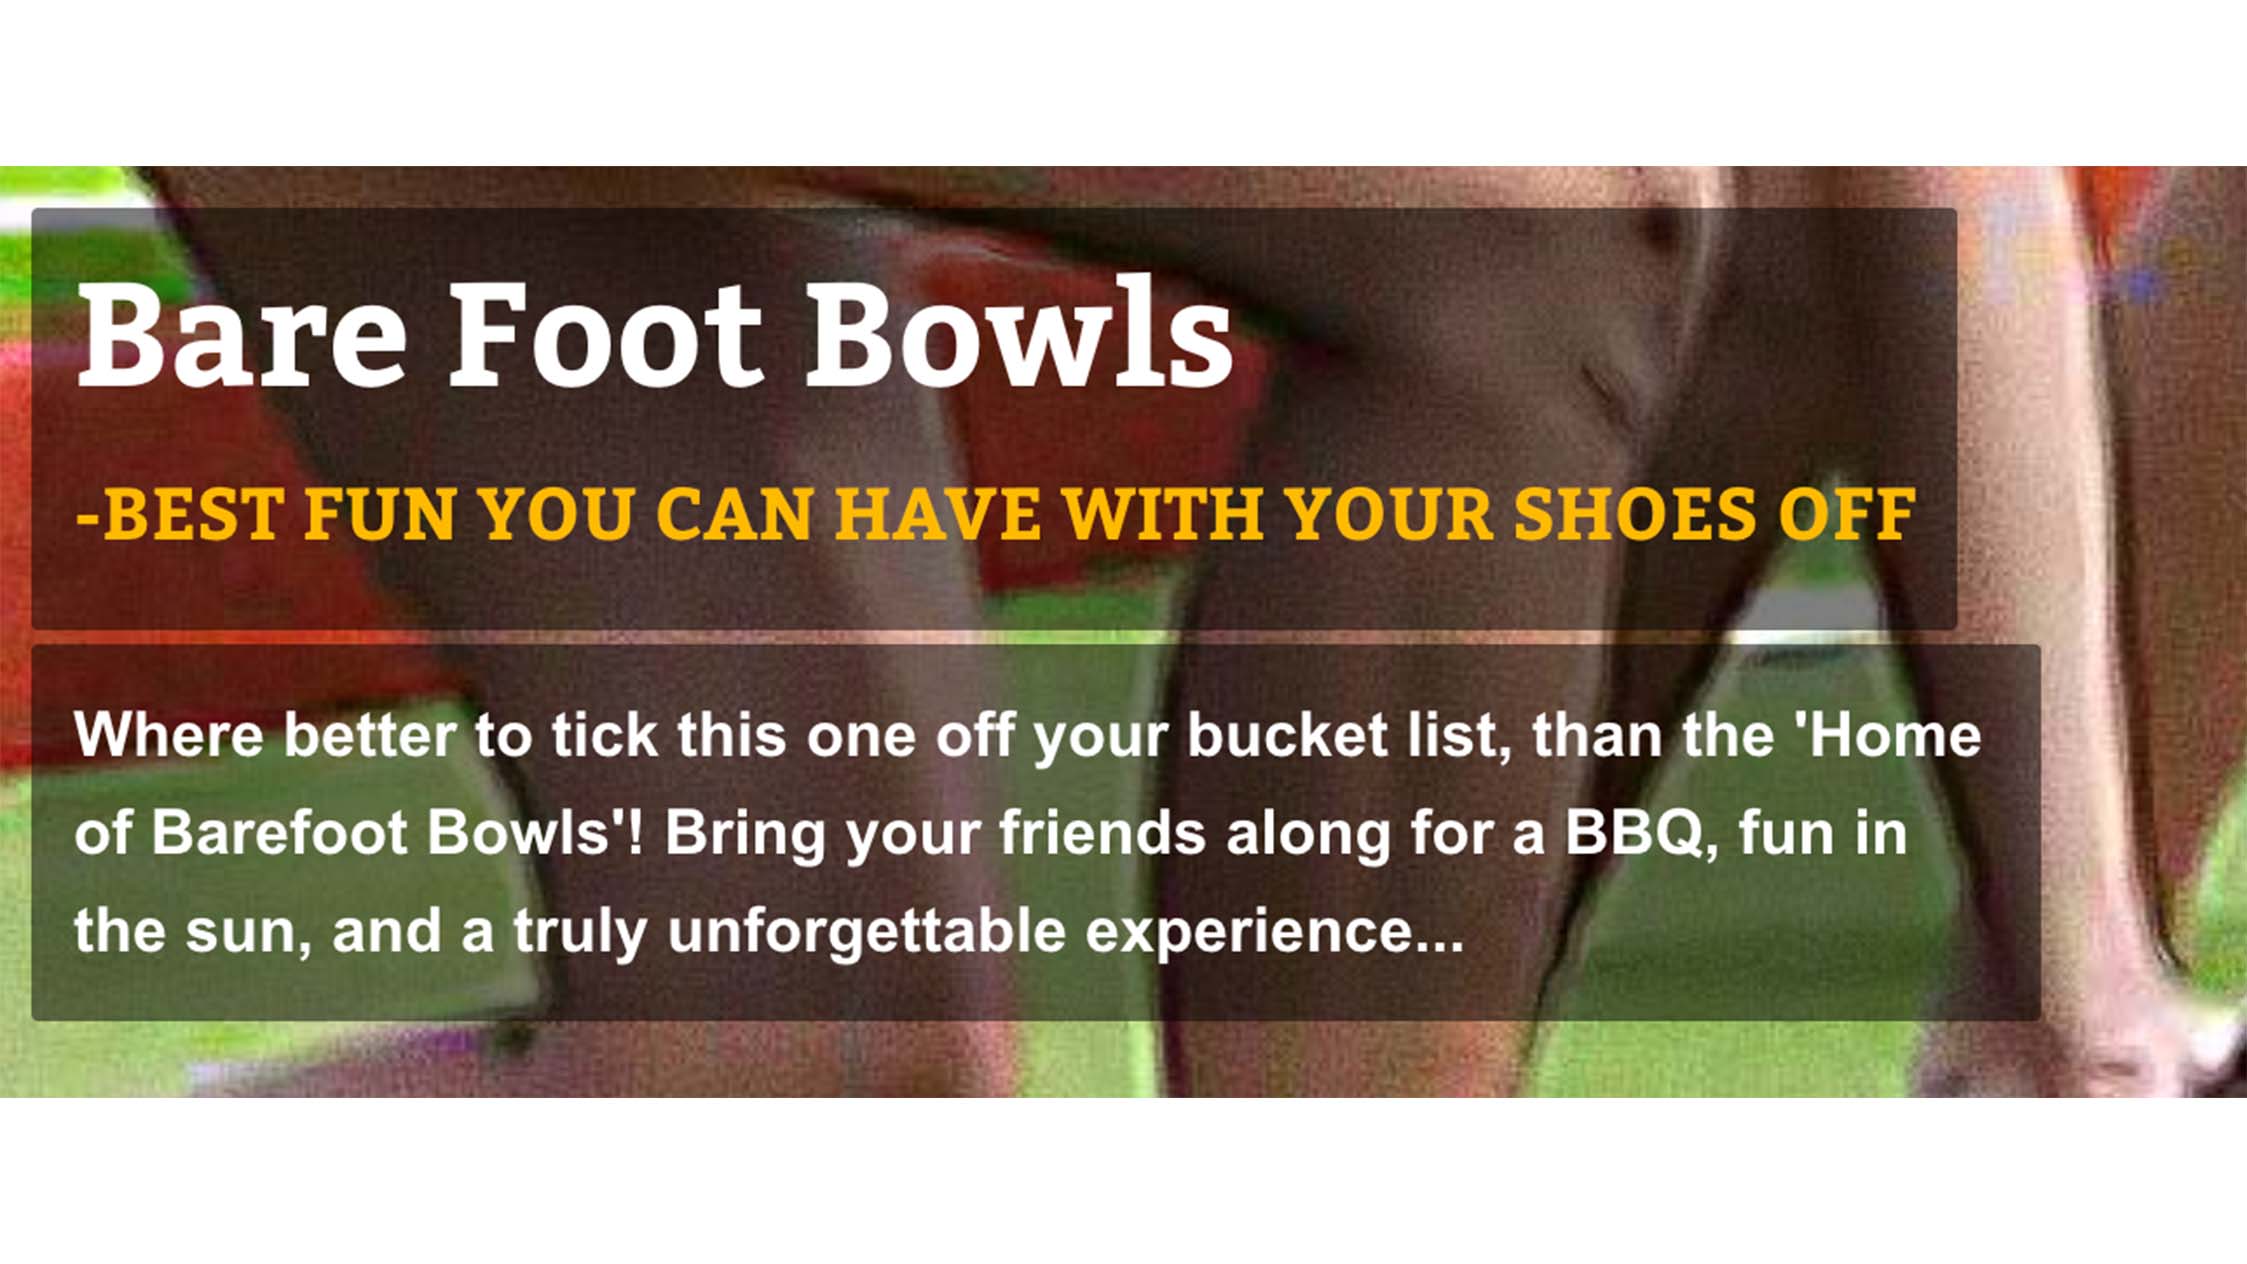 Bare Foot Bowls
-BEST FUN YOU CAN HAVE WITH YOUR SHOES OFF
Where better to tick this one off your bucket list, than the 'Home
of Barefoot Bowls'! Bring your friends along for a BBQ, fun in
the sun, and a truly unforgettable experience...